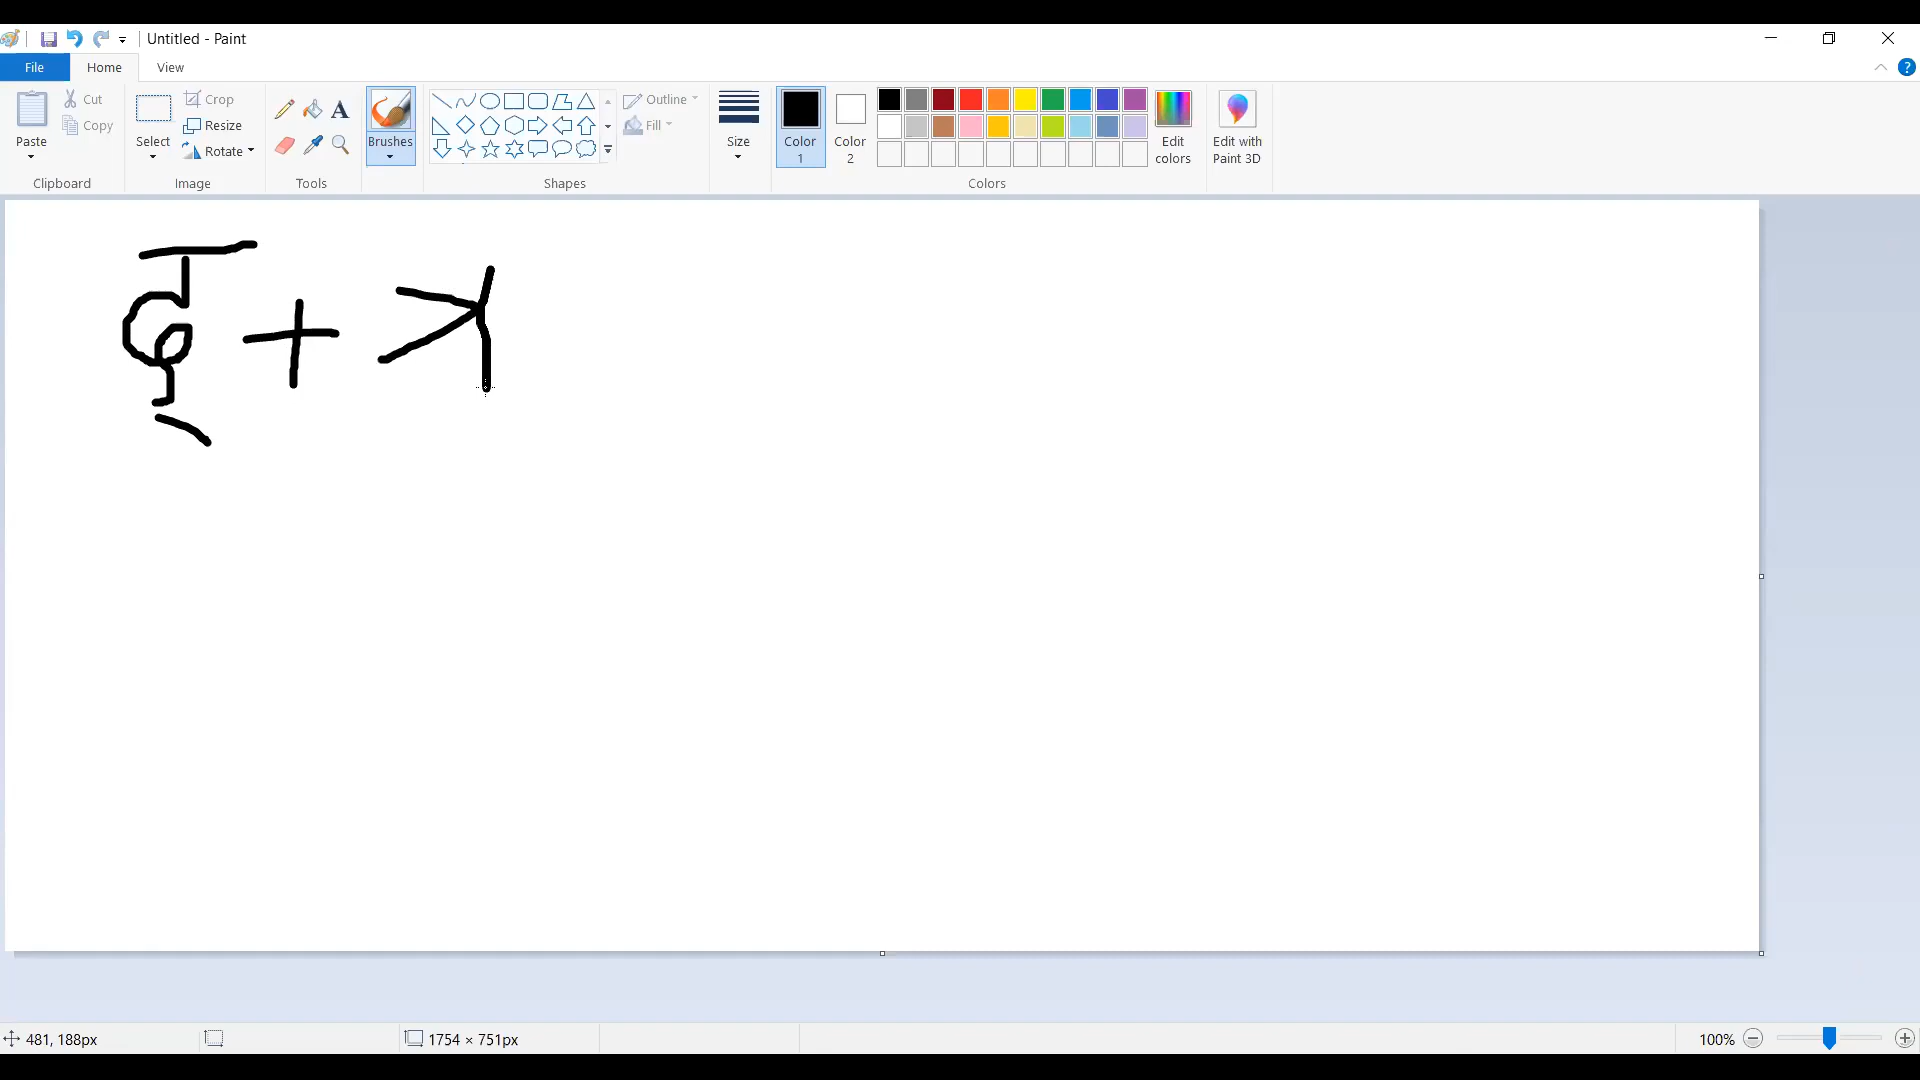 Untitled - Paint
File Home View
Paste Cut Copy Select Crop Resize Rotate Brushes Outline Fill Size Color 1 Color 2 Edit colors Edit with Paint 3D
Clipboard Image Tools Shapes Colors
द् +
481, 188px 1754 × 751px 100%